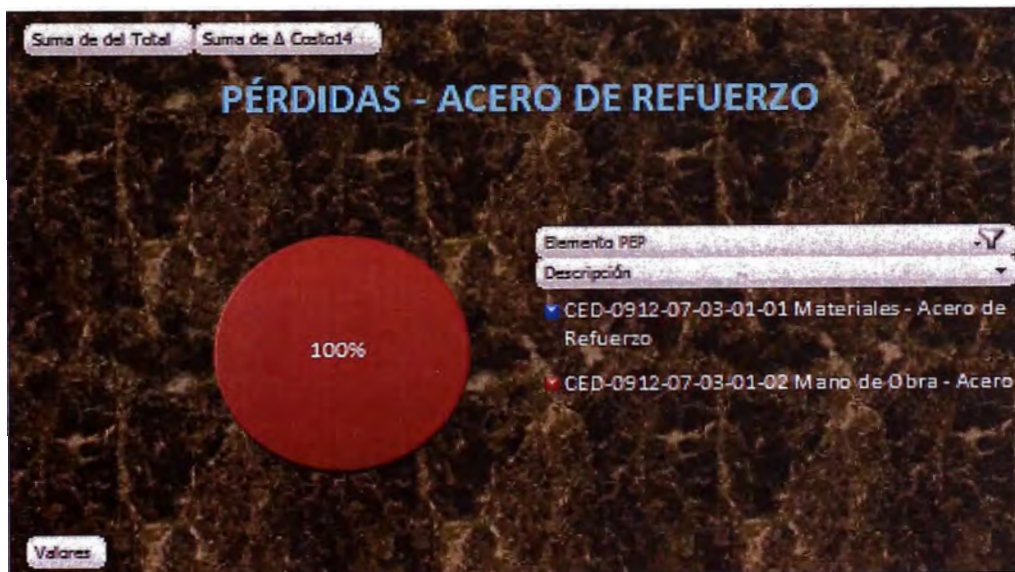 Suma de del Total Suma de Δ Costo14
PÉRDIDAS - ACERO DE REFUERZO
Elemento PEP
Descripción
100%
CED-0912-07-03-01-01 Materiales - Acero de
Refuerzo
CED-0912-07-03-01-02 Mano de Obra - Acero
Valores